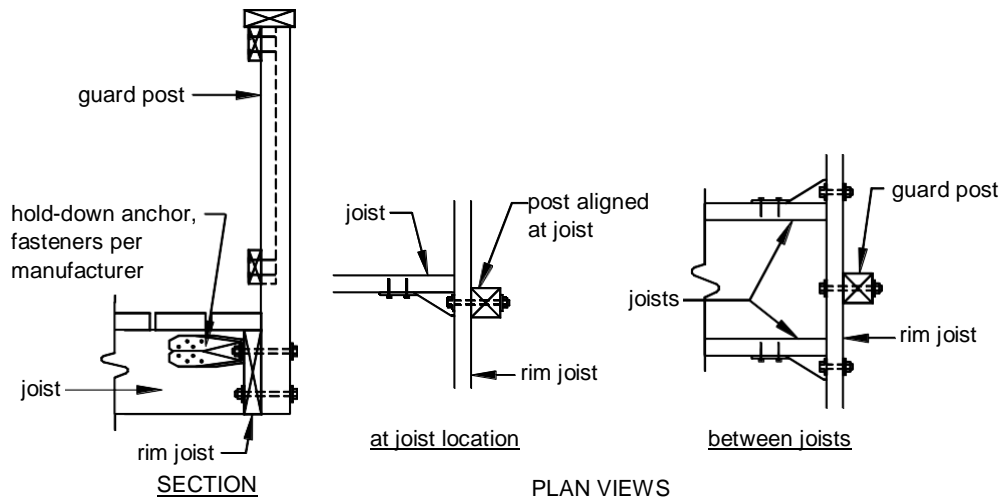 guard post
hold-down anchor,
fasteners per
manufacturer
joist
rim joist
SECTION
joist
post aligned
at joist
rim joist
at joist location
guard post
joists
rim joist
between joists
PLAN VIEWS